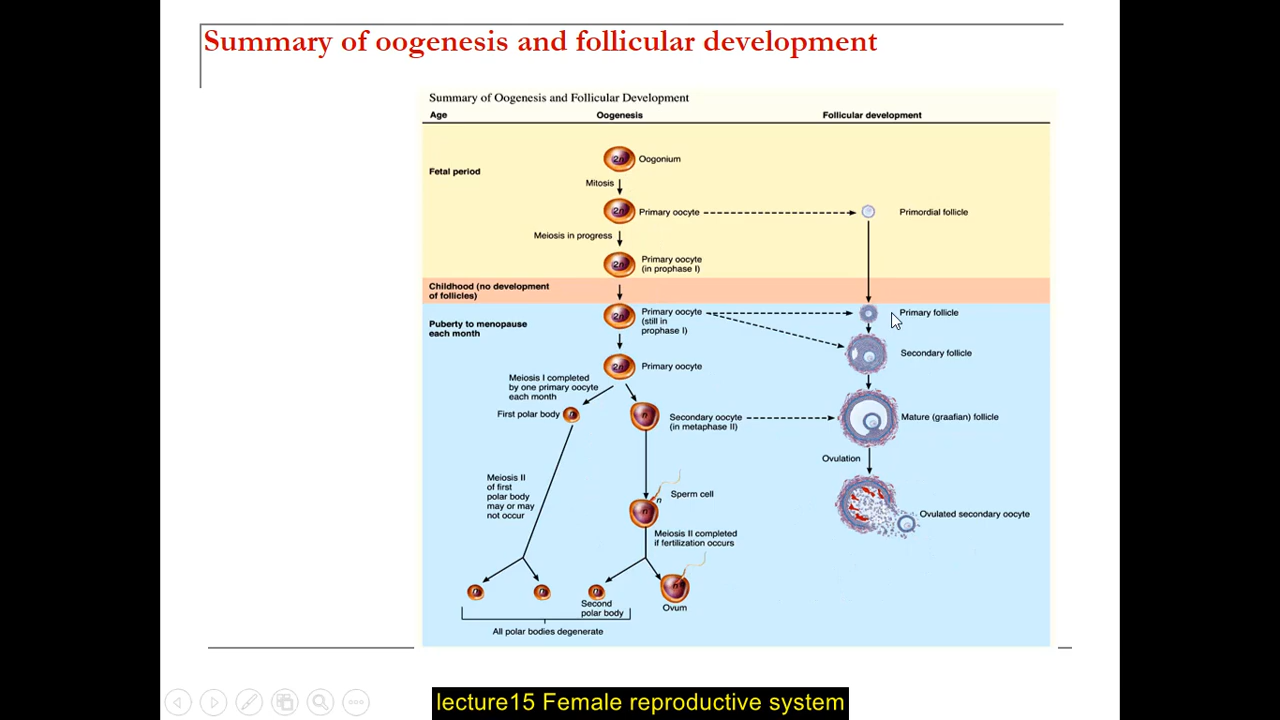 Summary of oogenesis and follicular development
Summary of Oogenesis and Follicular Development
Age
Oogenesis
Follicular development
Fetal period
2n
Oogonium
Mitosis
2n
Primary oocyte
Primordial follicle
Meiosis in progress
2n
Primary oocyte
(in prophase I)
Childhood (no development
of follicles)
Puberty to menopause
each month
2n
Primary oocyte
(still in
prophase I)
Primary follicle
Secondary follicle
2n
Primary oocyte
Meiosis I completed
by one primary oocyte
each month
First polar body
n
n
Secondary oocyte
(in metaphase II)
Mature (graafian) follicle
Ovulation
Meiosis II
of first
polar body
may or may
not occur
n
n
Sperm cell
Ovulated secondary oocyte
Meiosis II completed
if fertilization occurs
n
n
n
n
Second
polar body
Ovum
All polar bodies degenerate
lecture15 Female reproductive system